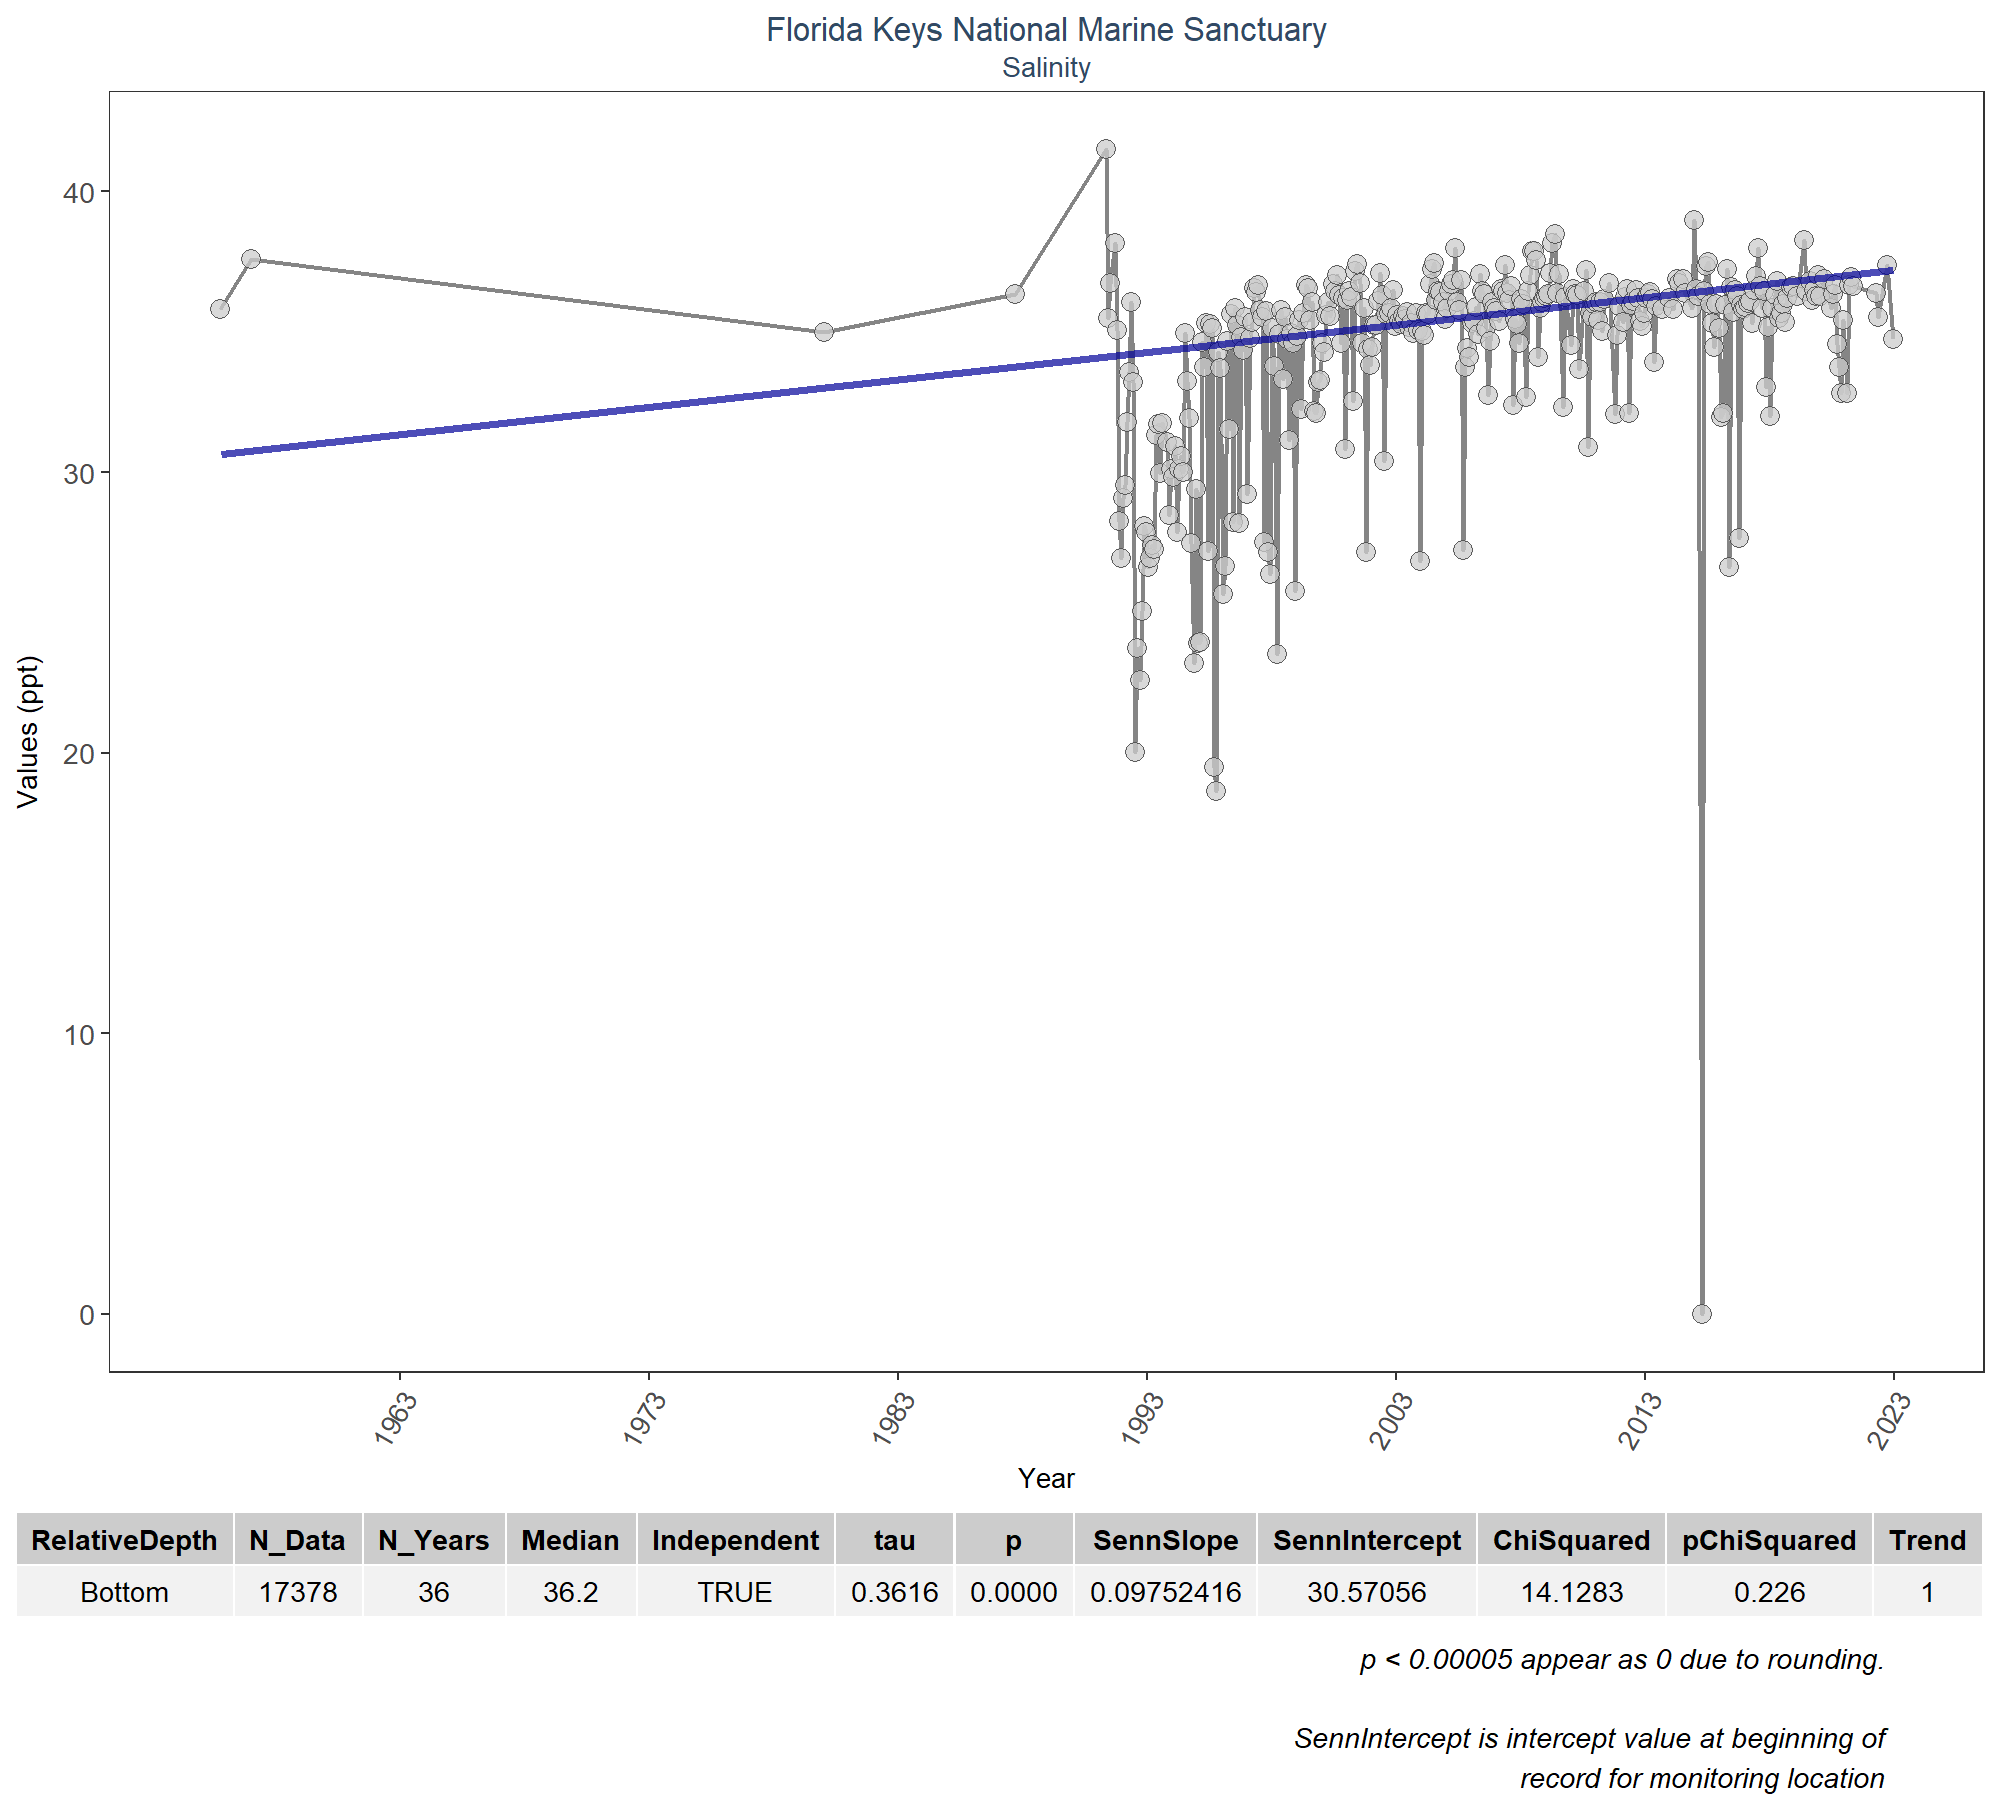 Florida Keys National Marine Sanctuary
Salinity
Values (ppt)
40
30
20
10
0
1963 1973 1983 1993 2003 2013 2023
Year
RelativeDepth N_Data N_Years Median Independent tau p SennSlope SennIntercept ChiSquared pChiSquared Trend
Bottom 17378 36 36.2 TRUE 0.3616 0.0000 0.09752416 30.57056 14.1283 0.226 1
p < 0.00005 appear as 0 due to rounding.
SennIntercept is intercept value at beginning of
record for monitoring location